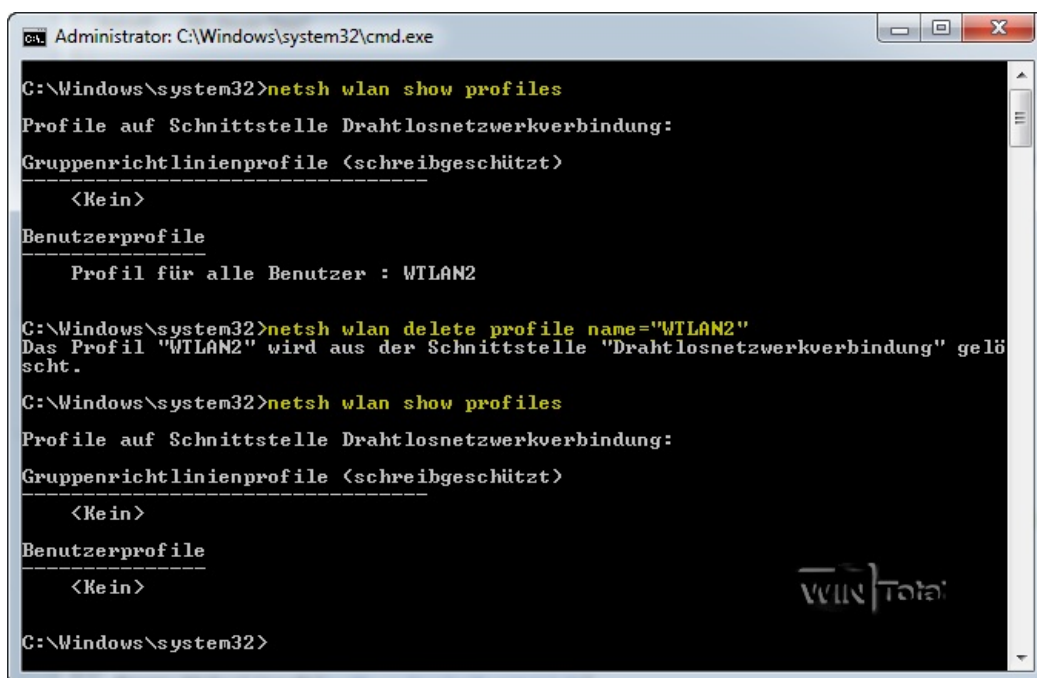 Administrator: C:\Windows\system32\cmd.exe
C:\Windows\system32>netsh wlan show profiles
Profile auf Schnittstelle Drahtlosnetzwerkverbindung:
Gruppenrichtlinienprofile (schreibgeschützt)
---------------------------------
<Kein>
Benutzerprofile
---------------
Profil für alle Benutzer : WTLAN2
C:\Windows\system32>netsh wlan delete profile name="WTLAN2"
Das Profil "WTLAN2" wird aus der Schnittstelle "Drahtlosnetzwerkverbindung" gelö
scht.
C:\Windows\system32>netsh wlan show profiles
Profile auf Schnittstelle Drahtlosnetzwerkverbindung:
Gruppenrichtlinienprofile (schreibgeschützt)
---------------------------------
<Kein>
Benutzerprofile
---------------
<Kein>
WIN Total
C:\Windows\system32>